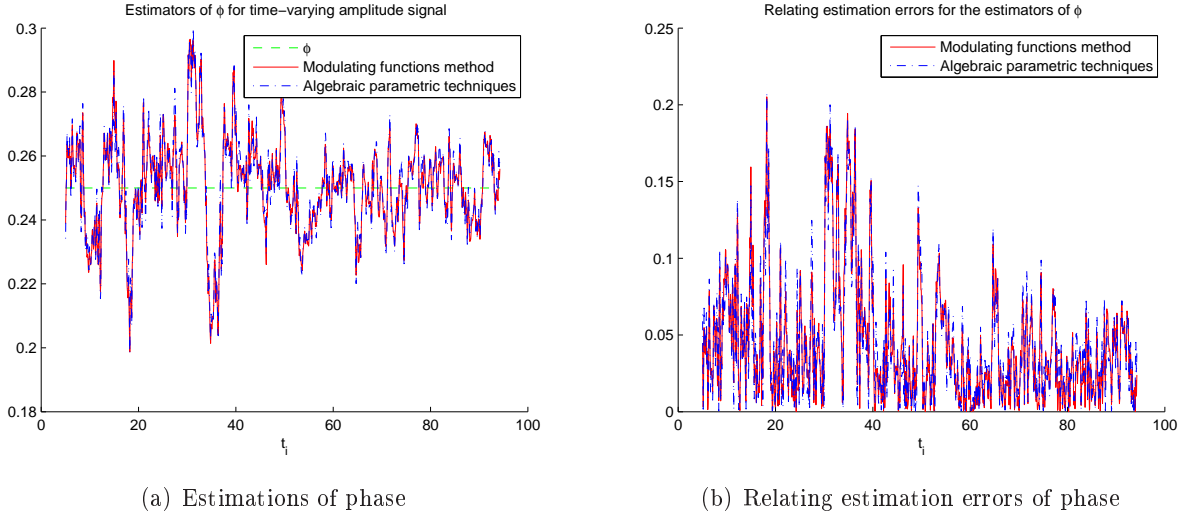 Estimators of ϕ for time−varying amplitude signal
0.3
0.28
0.26
0.24
0.22
0.2
0.18
0
20
40
60
80
100
t_i
ϕ
Modulating functions method
Algebraic parametric techniques
(a) Estimations of phase
Relating estimation errors for the estimators of ϕ
0.25
0.2
0.15
0.1
0.05
0
0
20
40
60
80
100
t_i
Modulating functions method
Algebraic parametric techniques
(b) Relating estimation errors of phase